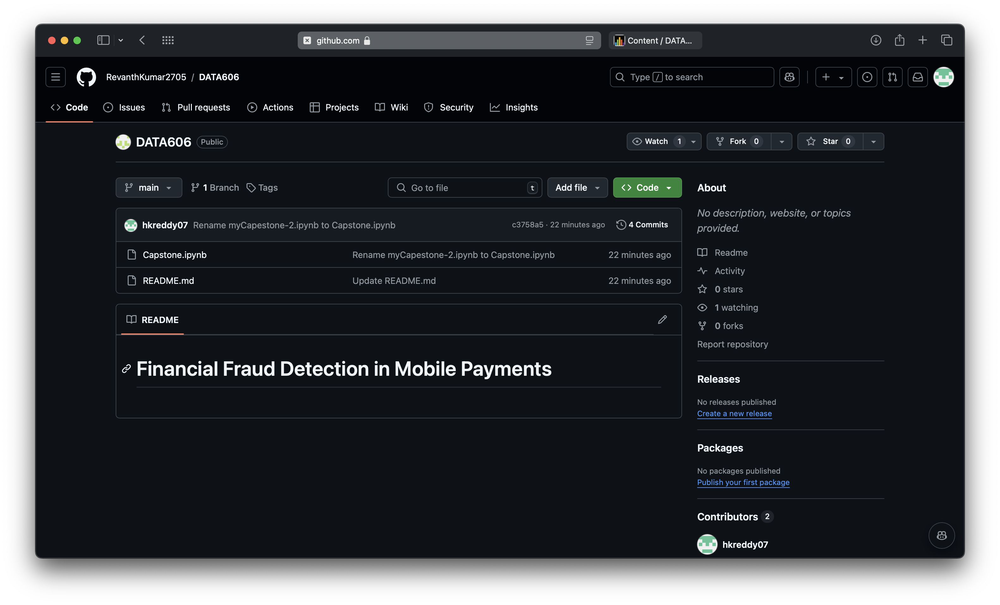 github.com
Content / DATA...
RevanthKumar2705 / DATA606
Type / to search
Code Issues Pull requests Actions Projects Wiki Security Insights
DATA606 Public
Watch 1 Fork 0 Star 0
main 1 Branch Tags Go to file t Add file Code
hkreddy07 Rename myCapestone-2.ipynb to Capstone.ipynb c3758a5 · 22 minutes ago 4 Commits
Capstone.ipynb Rename myCapestone-2.ipynb to Capstone.ipynb 22 minutes ago
README.md Update README.md 22 minutes ago
README
Financial Fraud Detection in Mobile Payments
About
No description, website, or topics
provided.
Readme
Activity
0 stars
1 watching
0 forks
Report repository
Releases
No releases published
Create a new release
Packages
No packages published
Publish your first package
Contributors 2
hkreddy07